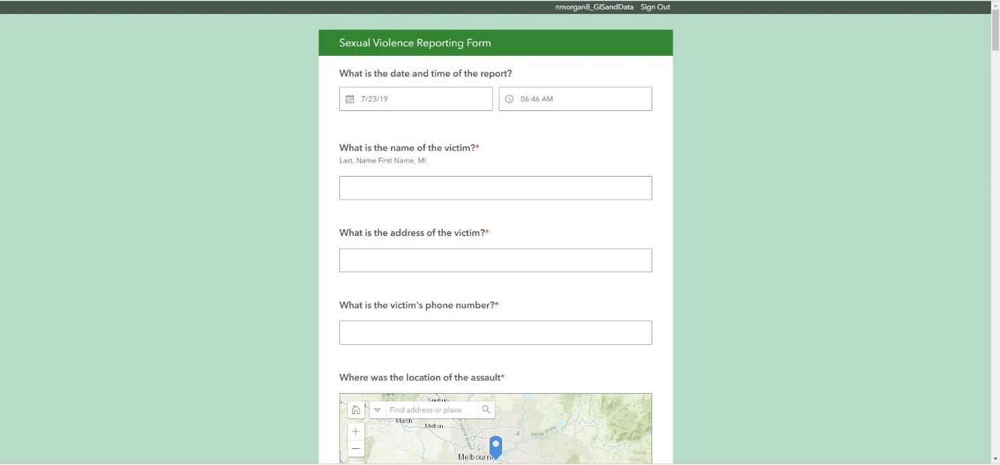 nmorgan8_GISandData Sign Out
Sexual Violence Reporting Form
What is the date and time of the report?
7/23/19 06:46 AM
What is the name of the victim?*
Last, Name First Name, MI
What is the address of the victim?*
What is the victim's phone number?*
Where was the location of the assault*
Sunbury
Find address or place
Marsh
Melton
Yarra River
Melbourne